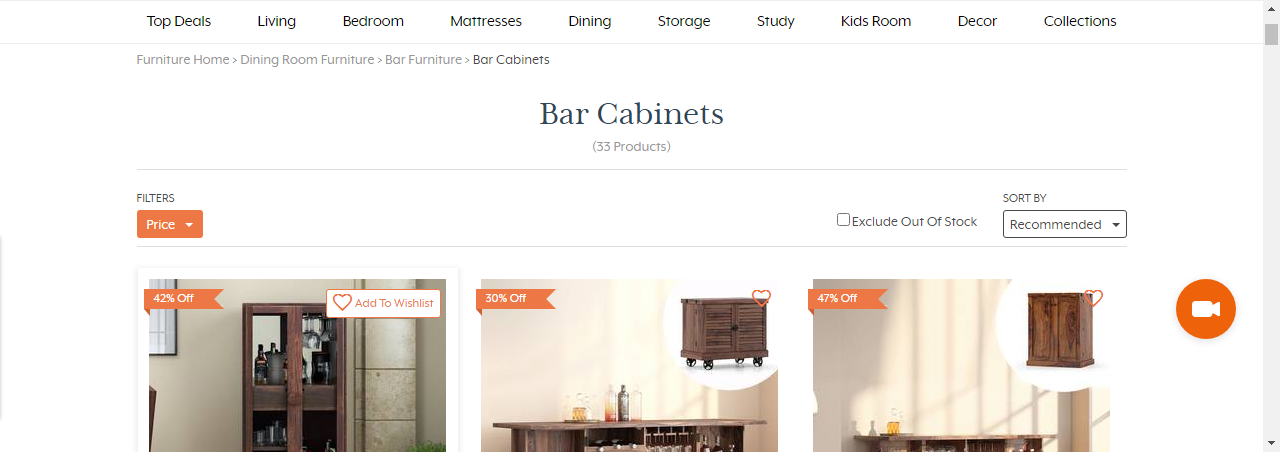 Top Deals Living Bedroom Mattresses Dining Storage Study Kids Room Decor Collections
Furniture Home > Dining Room Furniture > Bar Furniture > Bar Cabinets
Bar Cabinets
(33 Products)
FILTERS
Price
Exclude Out Of Stock
SORT BY
Recommended
42% Off
Add To Wishlist
30% Off
47% Off